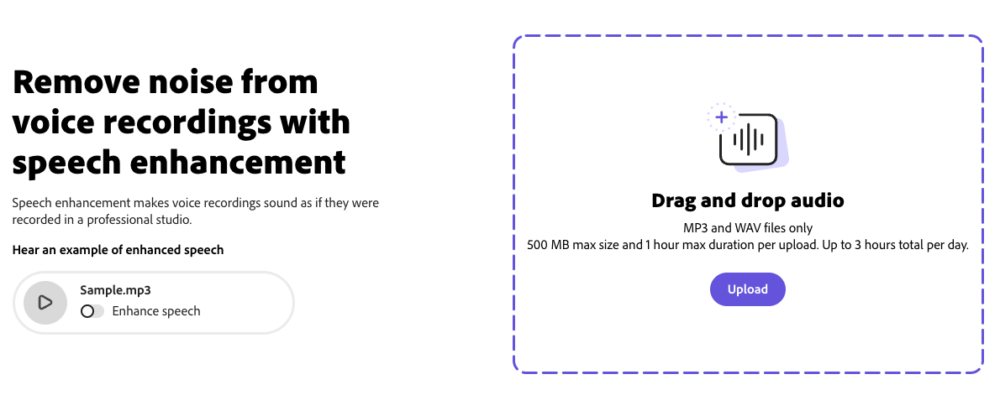 Remove noise from
voice recordings with
speech enhancement
Speech enhancement makes voice recordings sound as if they were
recorded in a professional studio.
Hear an example of enhanced speech
Sample.mp3
Enhance speech
Drag and drop audio
MP3 and WAV files only
500 MB max size and 1 hour max duration per upload. Up to 3 hours total per day.
Upload